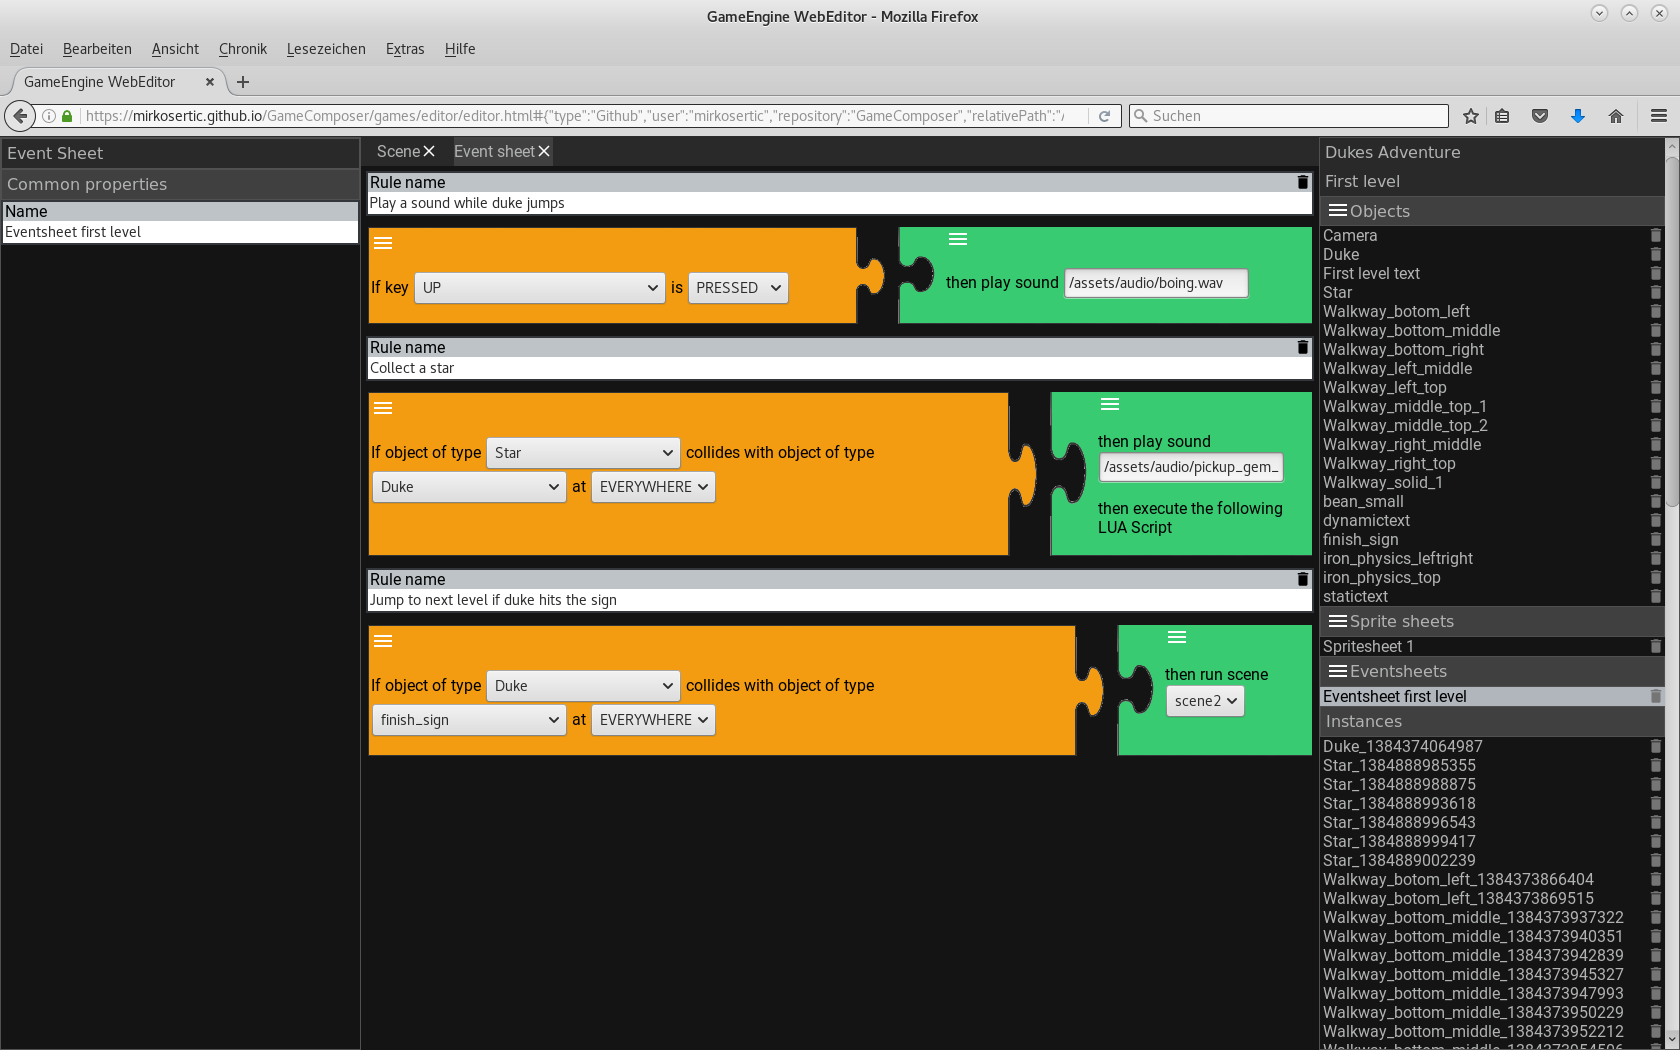 GameEngine WebEditor - Mozilla Firefox
Datei Bearbeiten Ansicht Chronik Lesezeichen Extras Hilfe
GameEngine WebEditor
https://mirkosertic.github.io/GameComposer/games/editor/editor.html#{"type":"Github","user":"mirkosertic","repository":"GameComposer","relativePath":"/
Suchen
Event Sheet
Common properties
Name
Eventsheet first level
Scene
Event sheet
Rule name
Play a sound while duke jumps
If key UP is PRESSED
then play sound /assets/audio/boing.wav
Rule name
Collect a star
If object of type Star collides with object of type
Duke at EVERYWHERE
then play sound
/assets/audio/pickup_gem_
then execute the following
LUA Script
Rule name
Jump to next level if duke hits the sign
If object of type Duke collides with object of type
finish_sign at EVERYWHERE
then run scene
scene2
Dukes Adventure
First level
Objects
Camera
Duke
First level text
Star
Walkway_botom_left
Walkway_bottom_middle
Walkway_bottom_right
Walkway_left_middle
Walkway_left_top
Walkway_middle_top_1
Walkway_middle_top_2
Walkway_right_middle
Walkway_right_top
Walkway_solid_1
bean_small
dynamictext
finish_sign
iron_physics_leftright
iron_physics_top
statictext
Sprite sheets
Spritesheet 1
Eventsheets
Eventsheet first level
Instances
Duke_1384374064987
Star_1384888985355
Star_1384888988875
Star_1384888993618
Star_1384888996543
Star_1384888999417
Star_1384889002239
Walkway_botom_left_1384373866404
Walkway_botom_left_1384373869515
Walkway_bottom_middle_1384373937322
Walkway_bottom_middle_1384373940351
Walkway_bottom_middle_1384373942839
Walkway_bottom_middle_1384373945327
Walkway_bottom_middle_1384373947993
Walkway_bottom_middle_1384373950229
Walkway_bottom_middle_1384373952212